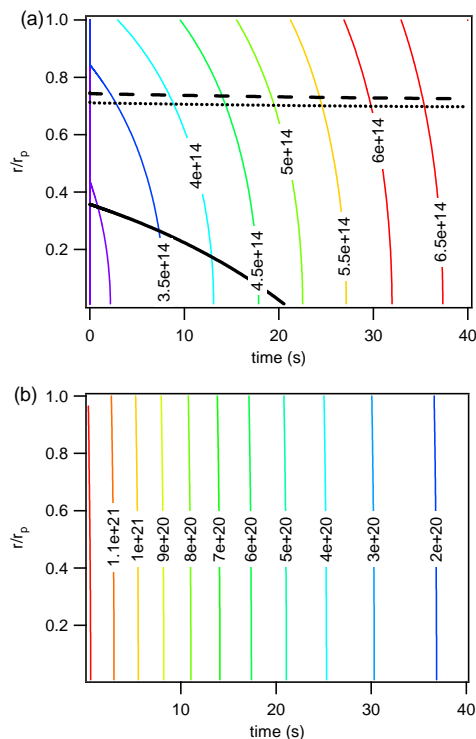 (a)
1.0
0.8
0.6
0.4
0.2
r/rp
3.5e+14
4e+14
4.5e+14
5e+14
5.5e+14
6e+14
6.5e+14
0
10
20
30
40
time (s)
(b)
1.0
0.8
0.6
0.4
0.2
r/rp
1.1e+21
1e+21
9e+20
8e+20
7e+20
6e+20
5e+20
4e+20
3e+20
2e+20
10
20
30
40
time (s)